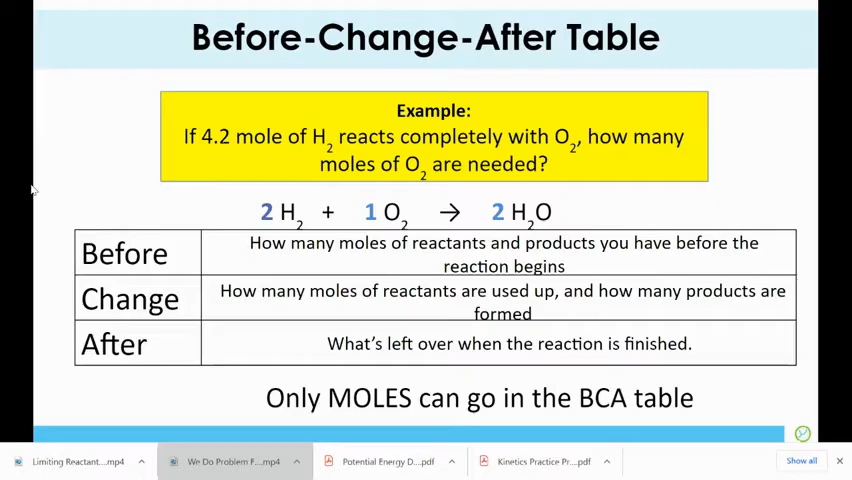 Before-Change-After Table
Example:
If 4.2 mole of H₂ reacts completely with O₂, how many
moles of O₂ are needed?
2 H₂ + 1 O₂ → 2 H₂O
Before
How many moles of reactants and products you have before the
reaction begins
Change
How many moles of reactants are used up, and how many products are
formed
After
What's left over when the reaction is finished.
Only MOLES can go in the BCA table
Limiting Reactant....mp4
We Do Problem F....mp4
Potential Energy D....pdf
Kinetics Practice Pr....pdf
Show all